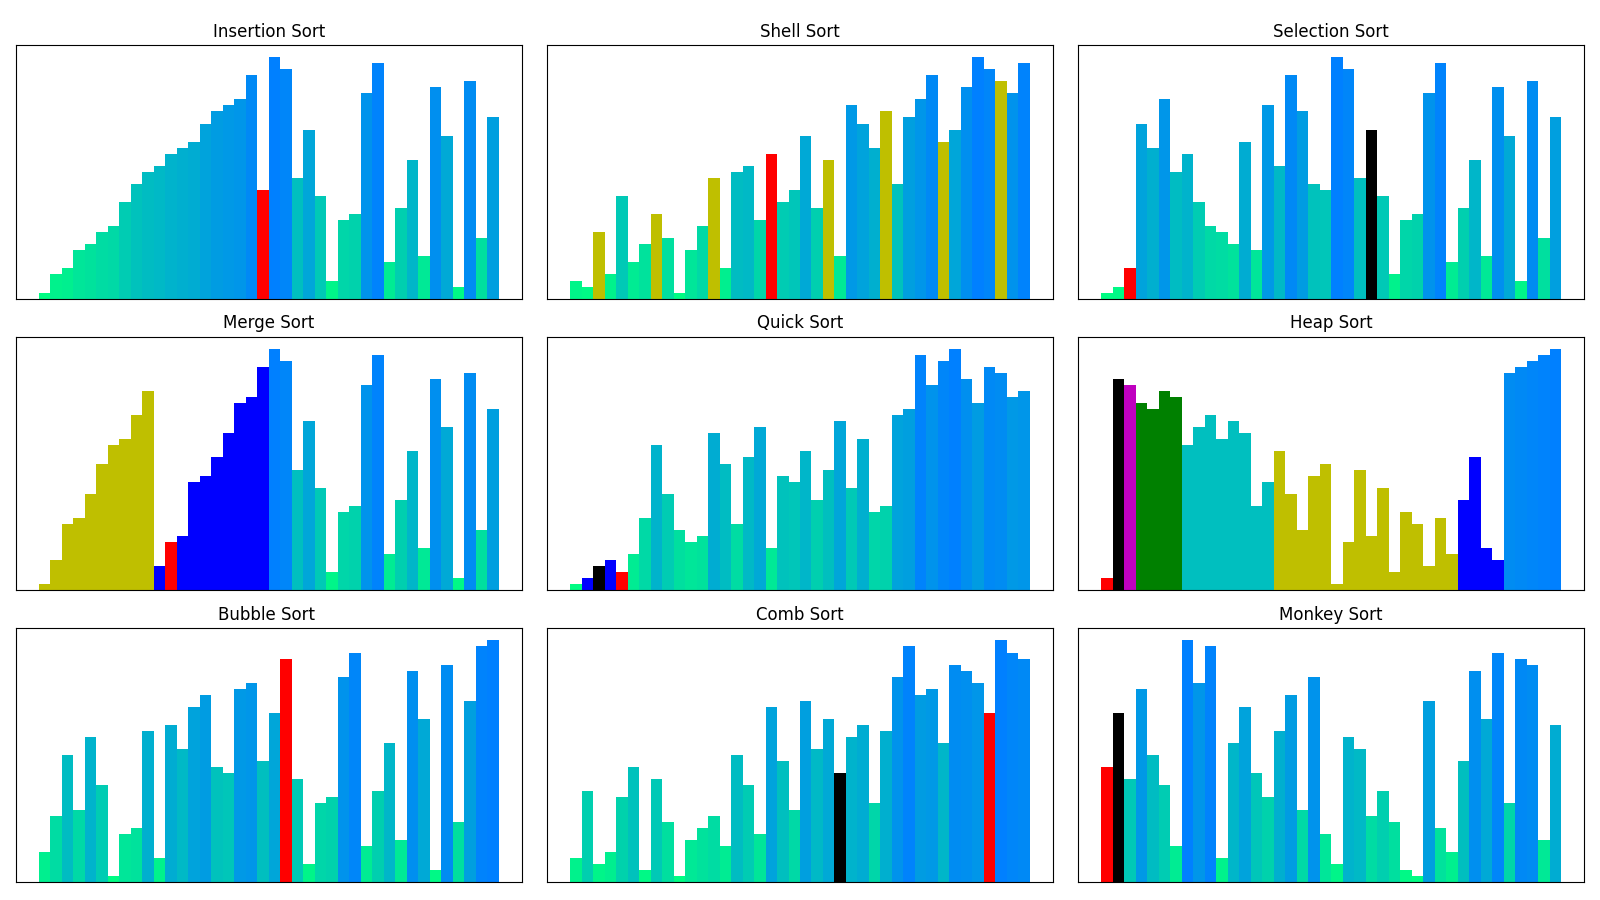 Insertion Sort
Shell Sort
Selection Sort
Merge Sort
Quick Sort
Heap Sort
Bubble Sort
Comb Sort
Monkey Sort